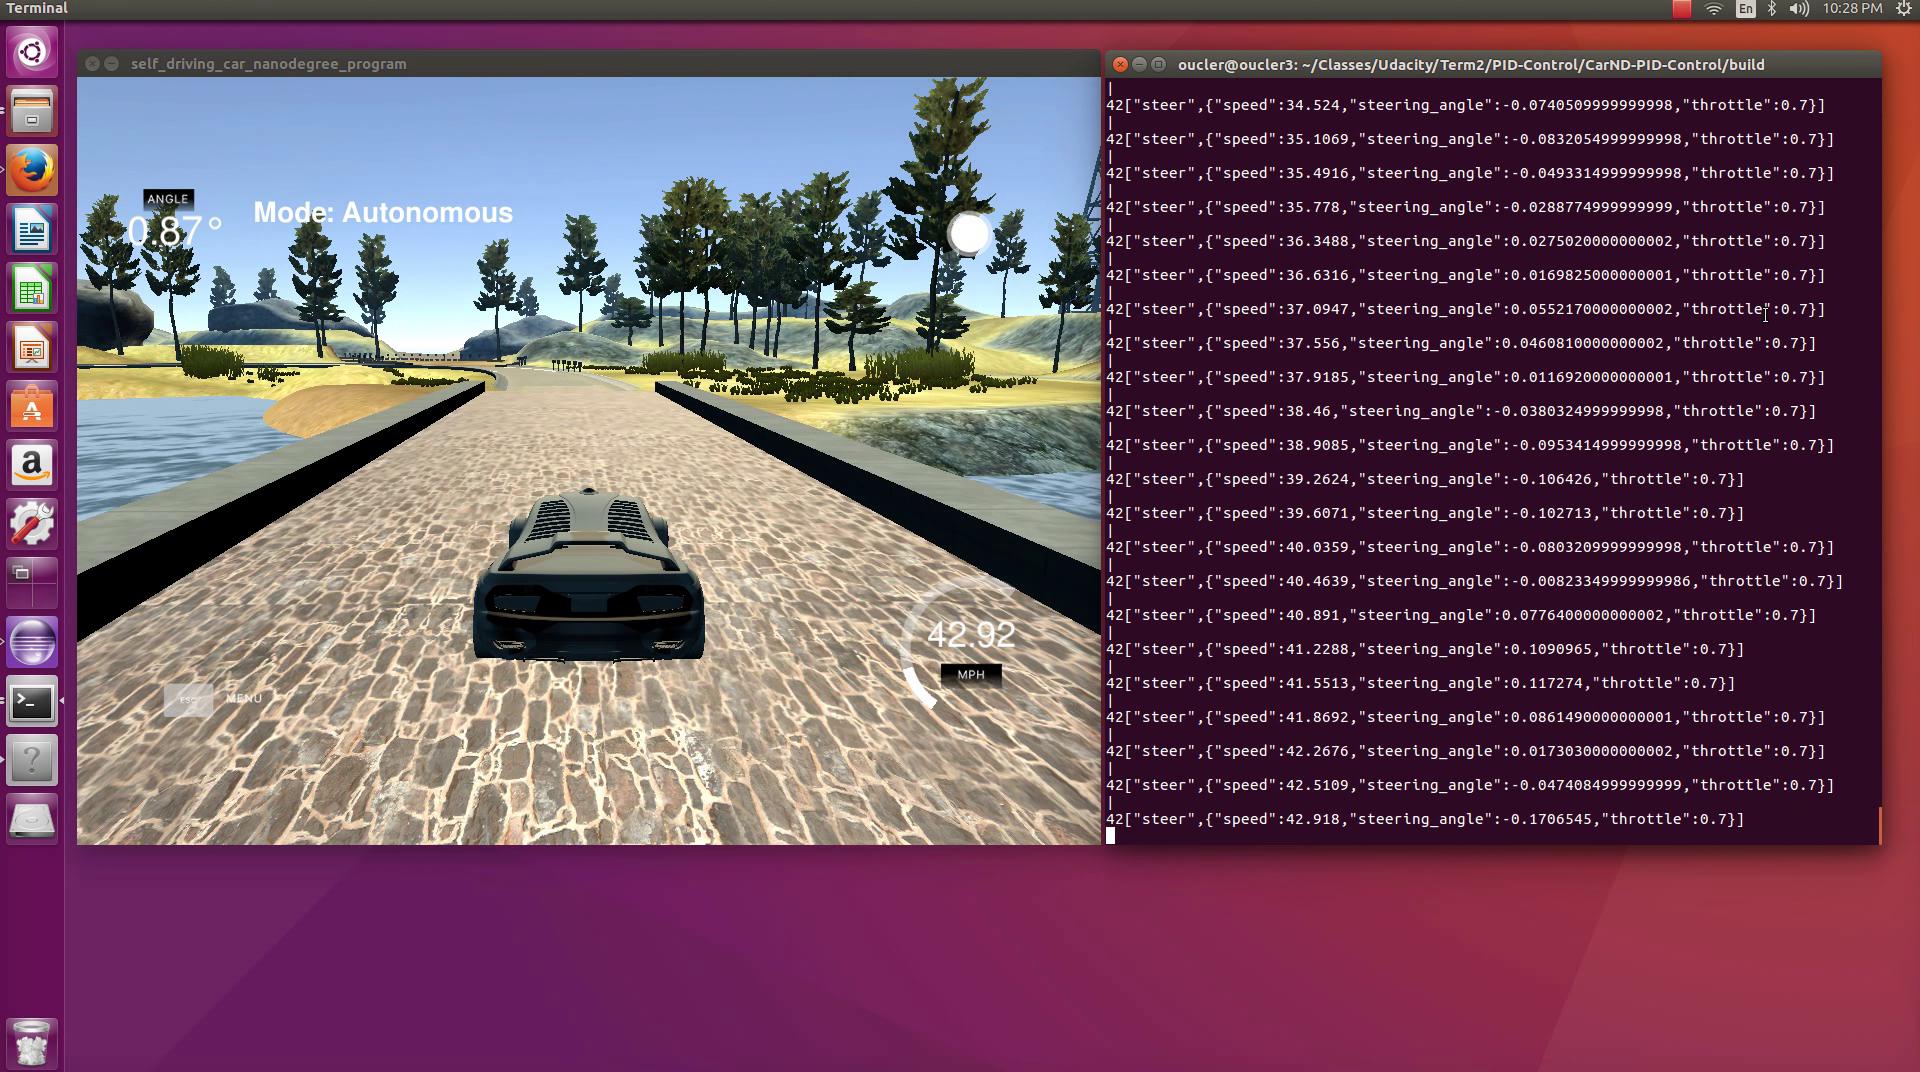 Terminal
En
10:28 PM
self_driving_car_nanodegree_program
ANGLE
0.87°
Mode: Autonomous
42.92
MPH
ESC
MENU
oucler@oucler3: ~/Classes/Udacity/Term2/PID-Control/CarND-PID-Control/build
|
42["steer",{"speed":34.524,"steering_angle":-0.0740509999999998,"throttle":0.7}]
|
42["steer",{"speed":35.1069,"steering_angle":-0.0832054999999998,"throttle":0.7}]
|
42["steer",{"speed":35.4916,"steering_angle":-0.0493314999999998,"throttle":0.7}]
|
42["steer",{"speed":35.778,"steering_angle":-0.0288774999999999,"throttle":0.7}]
|
42["steer",{"speed":36.3488,"steering_angle":0.0275020000000002,"throttle":0.7}]
|
42["steer",{"speed":36.6316,"steering_angle":0.0169825000000001,"throttle":0.7}]
|
42["steer",{"speed":37.0947,"steering_angle":0.0552170000000002,"throttle":0.7}]
|
42["steer",{"speed":37.556,"steering_angle":0.0460810000000002,"throttle":0.7}]
|
42["steer",{"speed":37.9185,"steering_angle":0.0116920000000001,"throttle":0.7}]
|
42["steer",{"speed":38.46,"steering_angle":-0.0380324999999998,"throttle":0.7}]
|
42["steer",{"speed":38.9085,"steering_angle":-0.0953414999999998,"throttle":0.7}]
|
42["steer",{"speed":39.2624,"steering_angle":-0.106426,"throttle":0.7}]
|
42["steer",{"speed":39.6071,"steering_angle":-0.102713,"throttle":0.7}]
|
42["steer",{"speed":40.0359,"steering_angle":-0.0803209999999998,"throttle":0.7}]
|
42["steer",{"speed":40.4639,"steering_angle":-0.00823349999999986,"throttle":0.7}]
|
42["steer",{"speed":40.891,"steering_angle":0.0776400000000002,"throttle":0.7}]
|
42["steer",{"speed":41.2288,"steering_angle":0.1090965,"throttle":0.7}]
|
42["steer",{"speed":41.5513,"steering_angle":0.117274,"throttle":0.7}]
|
42["steer",{"speed":41.8692,"steering_angle":0.0861490000000001,"throttle":0.7}]
|
42["steer",{"speed":42.2676,"steering_angle":0.0173030000000002,"throttle":0.7}]
|
42["steer",{"speed":42.5109,"steering_angle":-0.0474084999999999,"throttle":0.7}]
|
42["steer",{"speed":42.918,"steering_angle":-0.1706545,"throttle":0.7}]